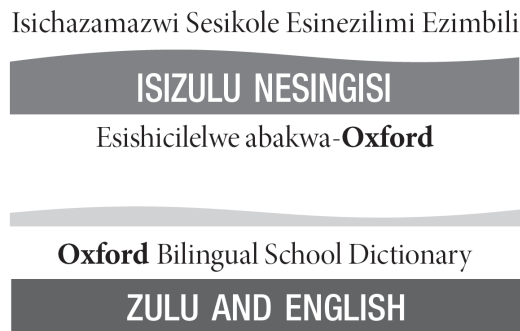 Isichazamazwi Sesikole Esinezilimi Ezimbili
ISIZULU NESINGISI
Esishicilelwe abakwa-Oxford
Oxford Bilingual School Dictionary
ZULU AND ENGLISH